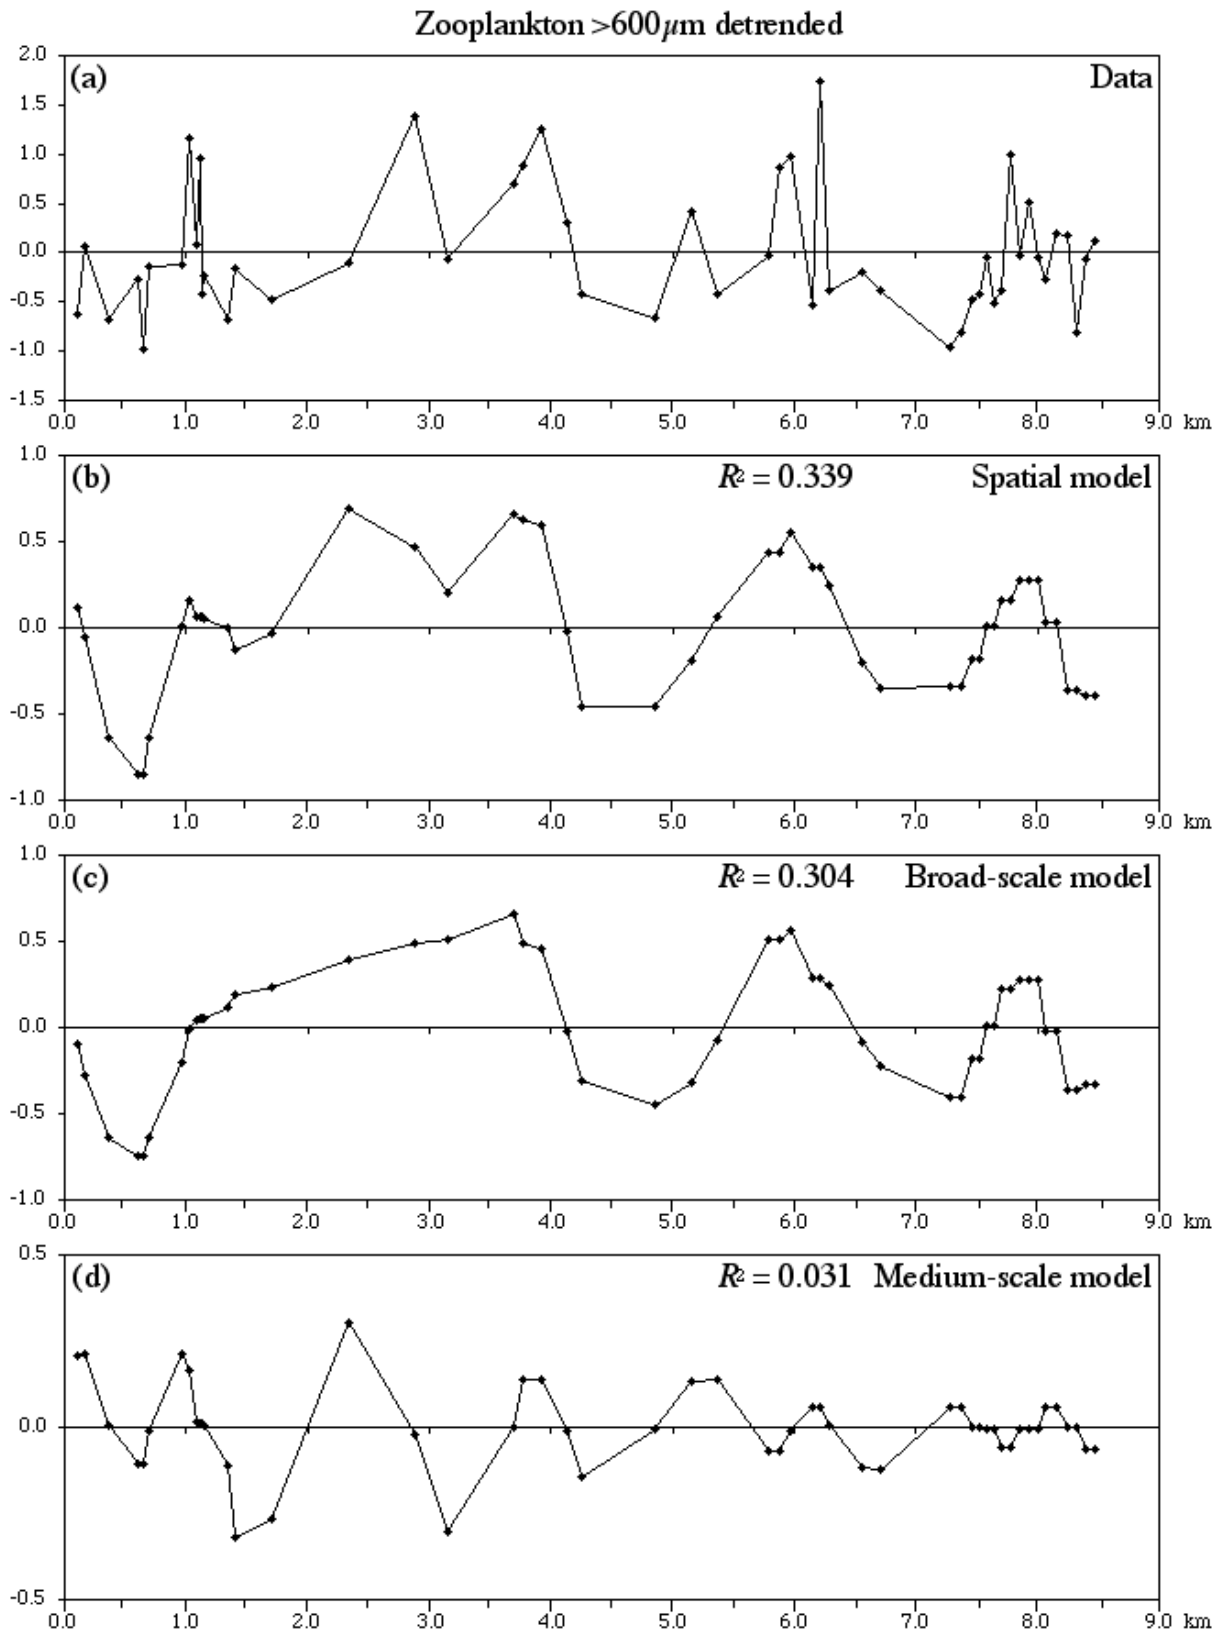 Zooplankton >600µm detrended
(a) Data
2.0
1.5
1.0
0.5
0.0
-0.5
-1.0
-1.5
0.0 1.0 2.0 3.0 4.0 5.0 6.0 7.0 8.0 9.0 km
(b) R² = 0.339 Spatial model
1.0
0.5
0.0
-0.5
-1.0
0.0 1.0 2.0 3.0 4.0 5.0 6.0 7.0 8.0 9.0 km
(c) R² = 0.304 Broad-scale model
1.0
0.5
0.0
-0.5
-1.0
0.0 1.0 2.0 3.0 4.0 5.0 6.0 7.0 8.0 9.0 km
(d) R² = 0.031 Medium-scale model
0.5
0.0
-0.5
0.0 1.0 2.0 3.0 4.0 5.0 6.0 7.0 8.0 9.0 km